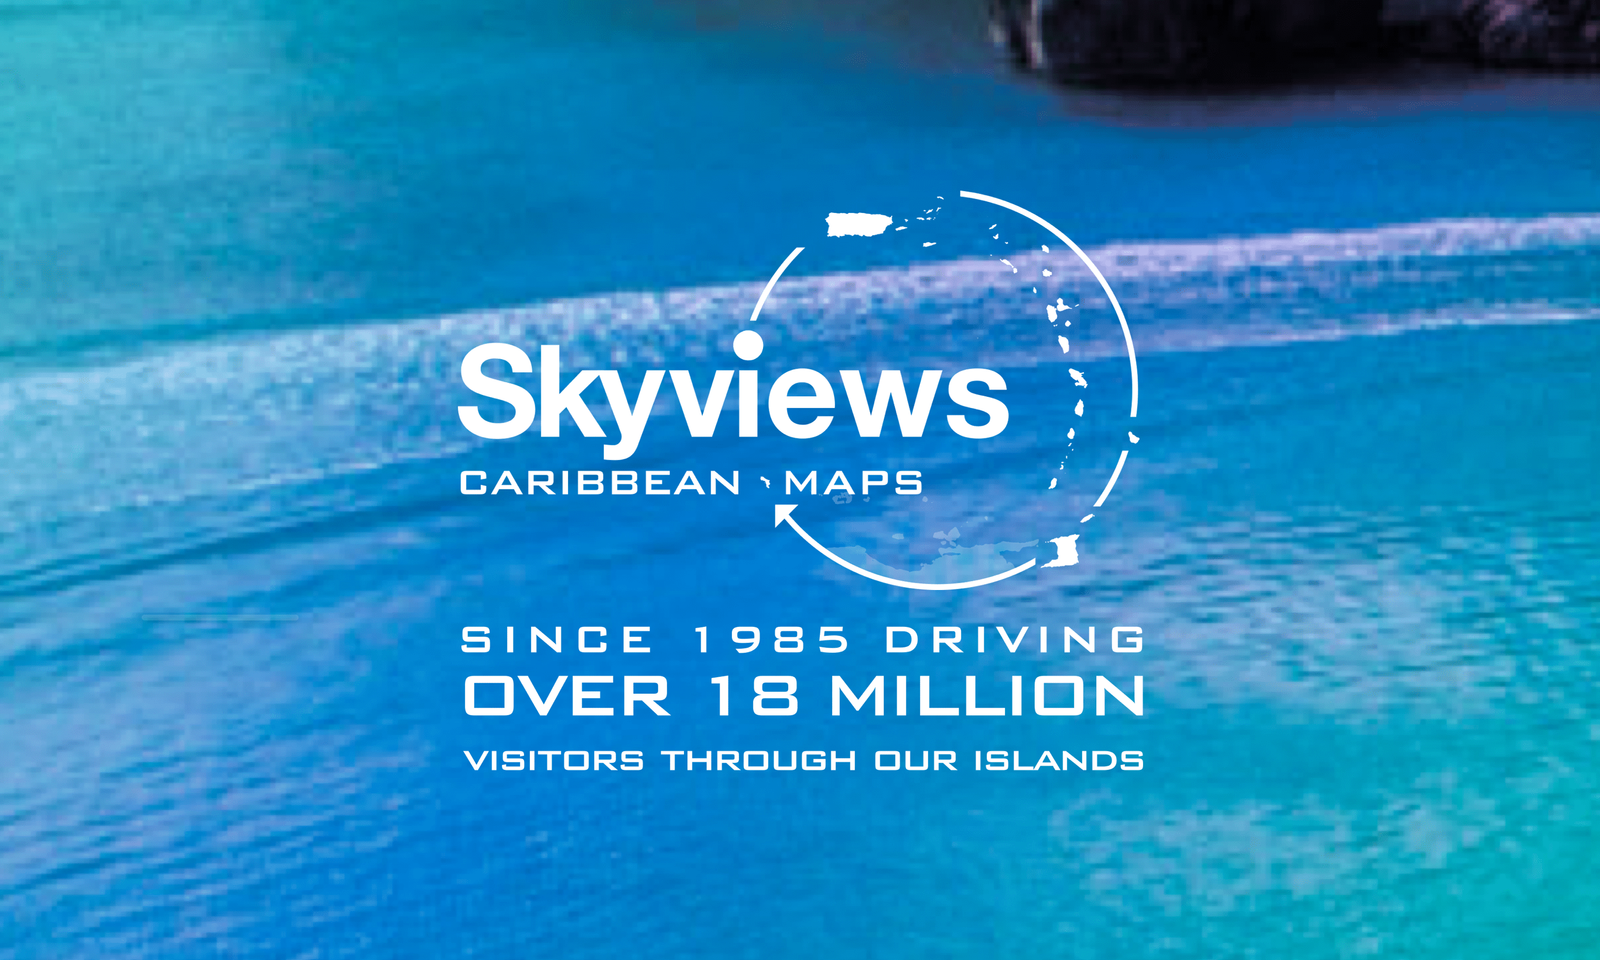 Skyviews
CARIBBEAN MAPS
SINCE 1985 DRIVING
OVER 18 MILLION
VISITORS THROUGH OUR ISLANDS